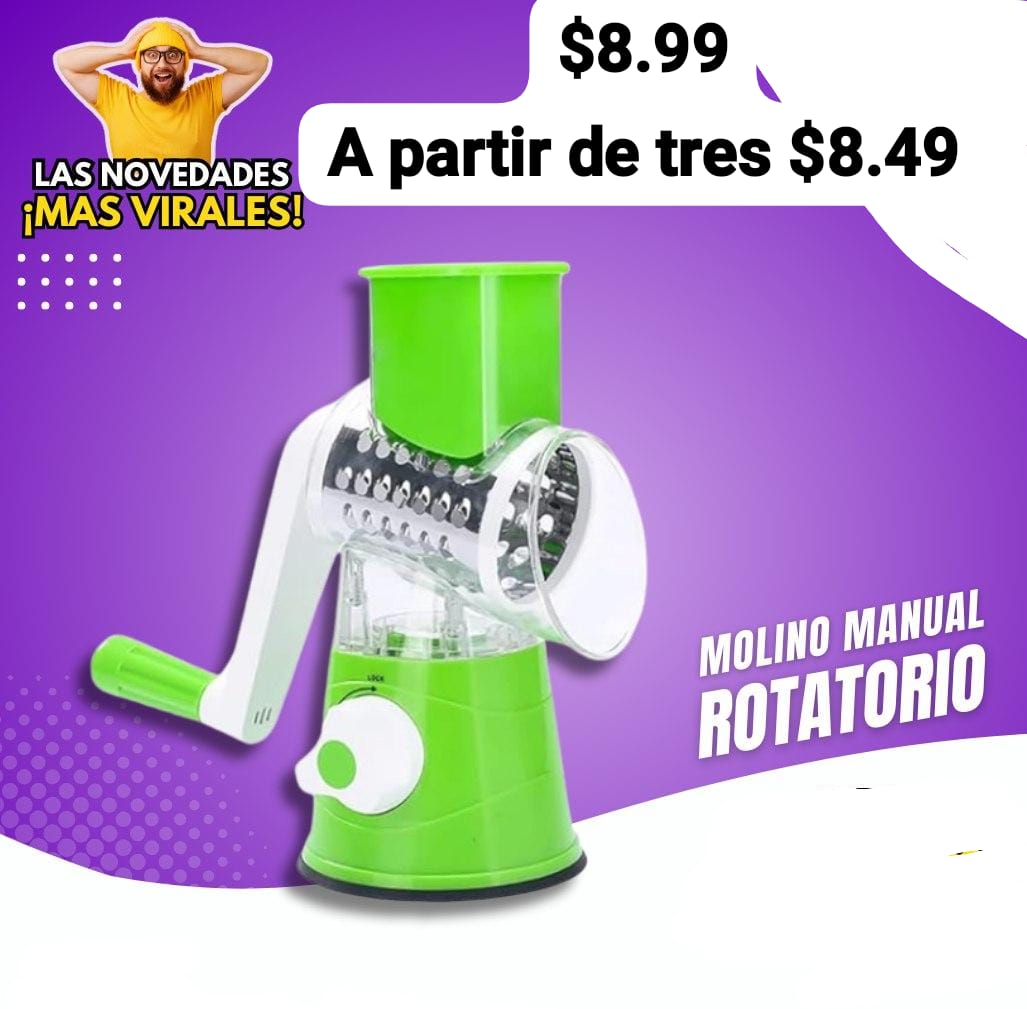 $8.99
A partir de tres $8.49
LAS NOVEDADES
¡MAS VIRALES!
LOCK
MOLINO MANUAL
ROTATORIO